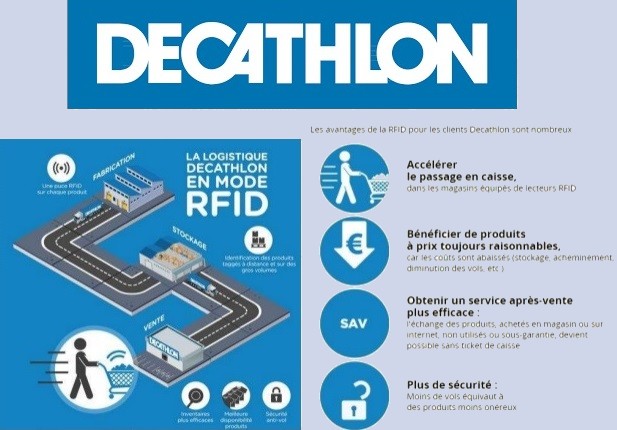 DECATHLON
Les avantages de la RFID pour les clients Decathlon sont nombreux
LA LOGISTIQUE
DECATHLON
EN MODE
RFID
Une puce RFID
sur chaque produit
FABRICATION
STOCKAGE
Identification des produits
taggés à distance et sur des
gros volumes
VENTE
DECATHLON
Inventaires
plus efficaces
Meilleure
disponibilité
produits
Sécurité
anti-vol
Accélérer
le passage en caisse,
dans les magasins équipés de lecteurs RFID
€
Bénéficier de produits
à prix toujours raisonnables,
car les coûts sont abaissés (stockage, acheminement,
diminution des vols, etc.)
SAV
Obtenir un service après-vente
plus efficace :
l'échange des produits, achetés en magasin ou sur
internet, non utilisés ou sous-garantie, devient
possible sans ticket de caisse
Plus de sécurité :
Moins de vols équivaut à
des produits moins onéreux